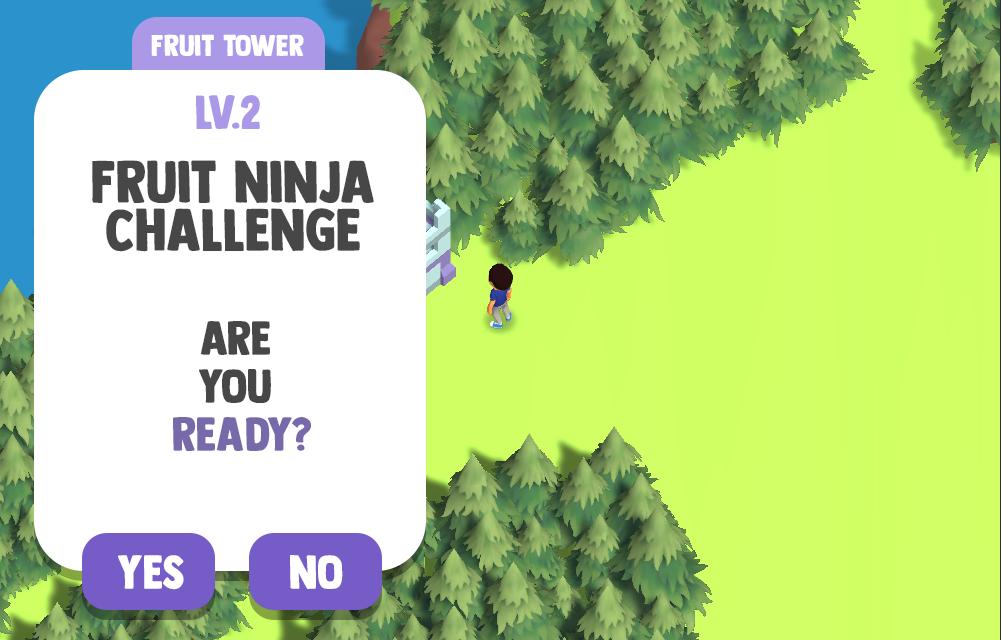 FRUIT TOWER
LV.2
FRUIT NINJA
CHALLENGE
ARE
YOU
READY?
YES NO